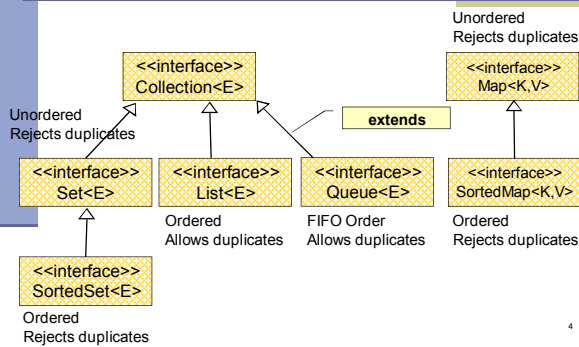 Unordered
Rejects duplicates
<<interface>>
Collection<E>
<<interface>>
Map<K,V>
Unordered
Rejects duplicates
extends
<<interface>>
Set<E>
<<interface>>
List<E>
<<interface>>
Queue<E>
<<interface>>
SortedMap<K,V>
Ordered
Allows duplicates
FIFO Order
Allows duplicates
Ordered
Rejects duplicates
<<interface>>
SortedSet<E>
Ordered
Rejects duplicates
4